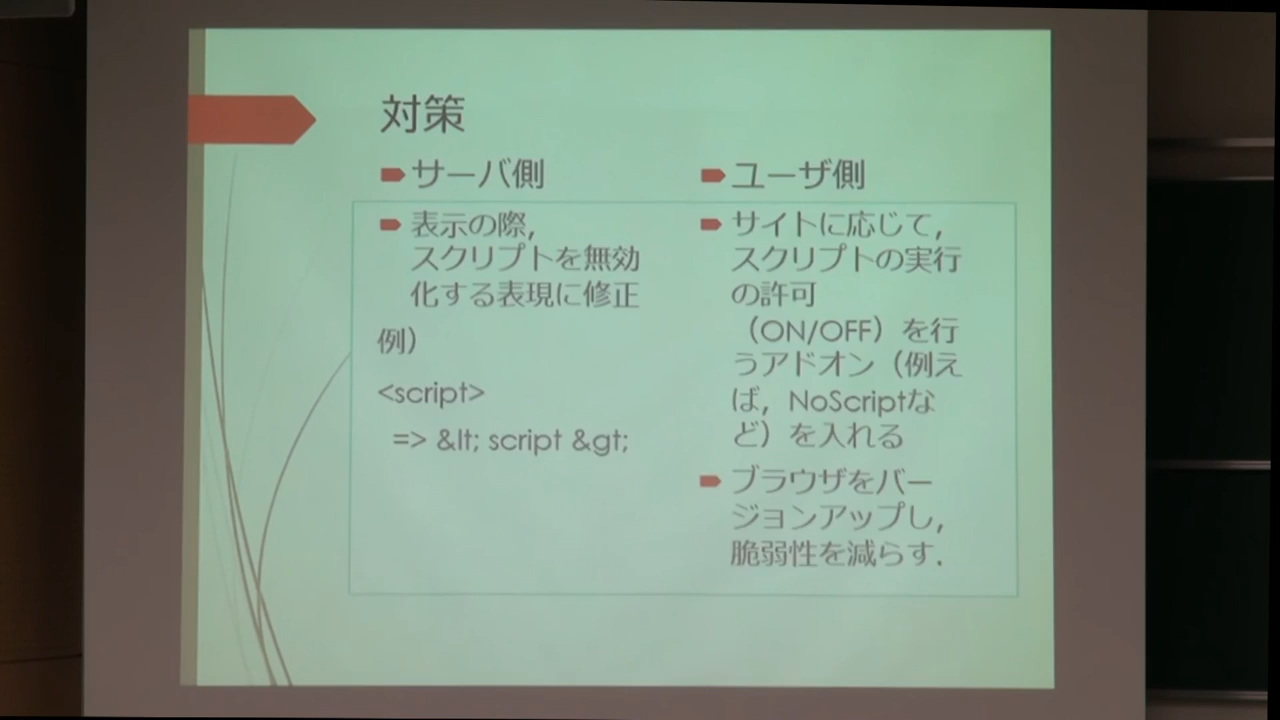 対策
サーバ側
表示の際,
スクリプトを無効
化する表現に修正
例）
<script>
=> &lt; script &gt;
ユーザ側
サイトに応じて,
スクリプトの実行
の許可
（ON/OFF）を行
うアドオン（例え
ば, NoScriptな
ど）を入れる
ブラウザをバー
ジョンアップし,
脆弱性を減らす.